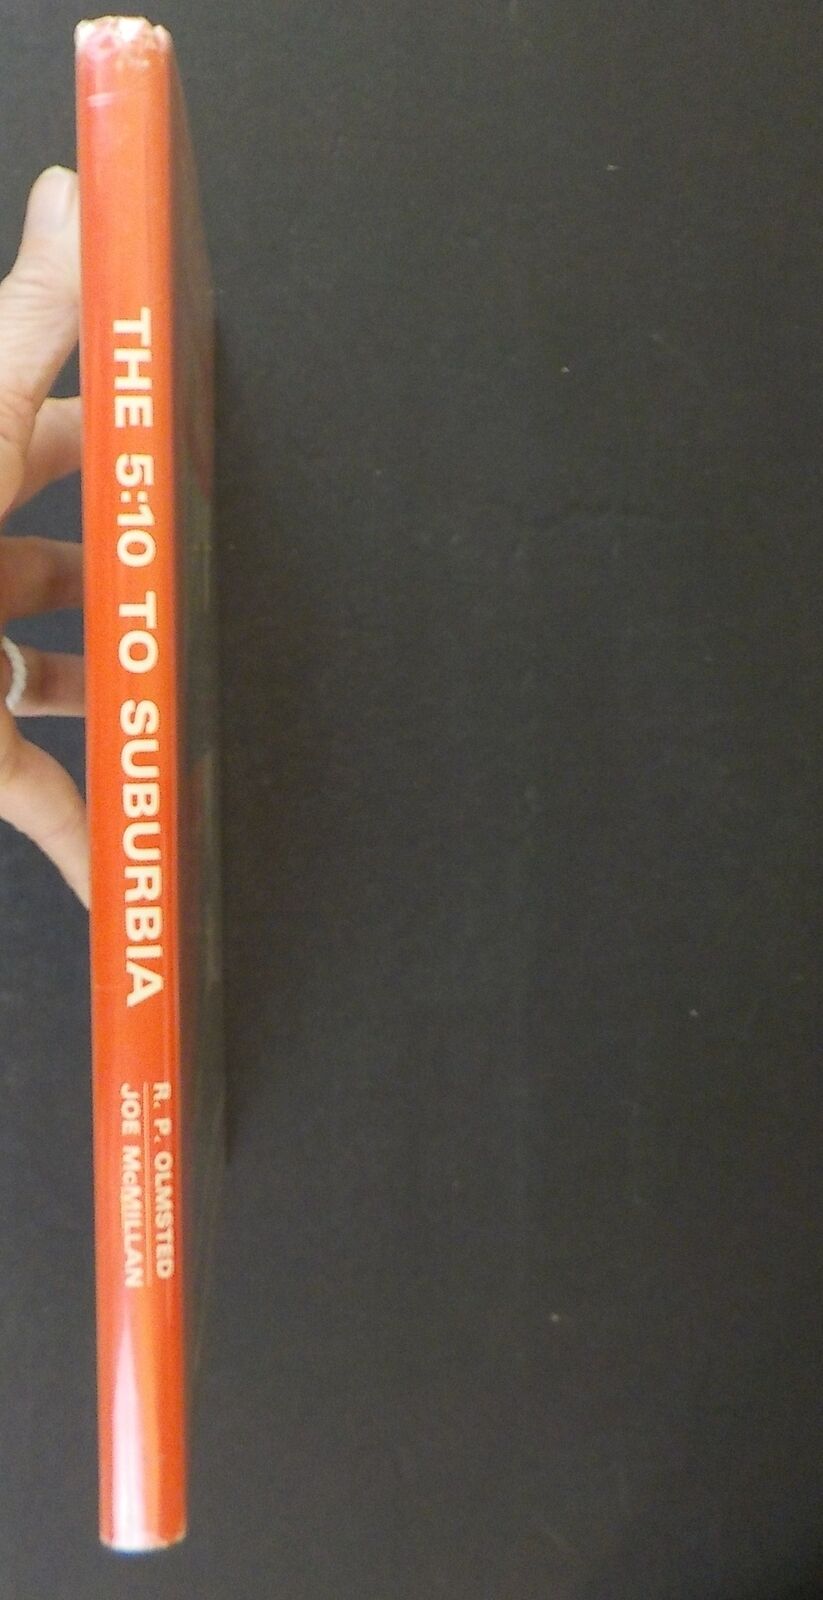 THE 5:10 TO SUBURBIA
R. P. OLMSTED
JOE McMILLAN